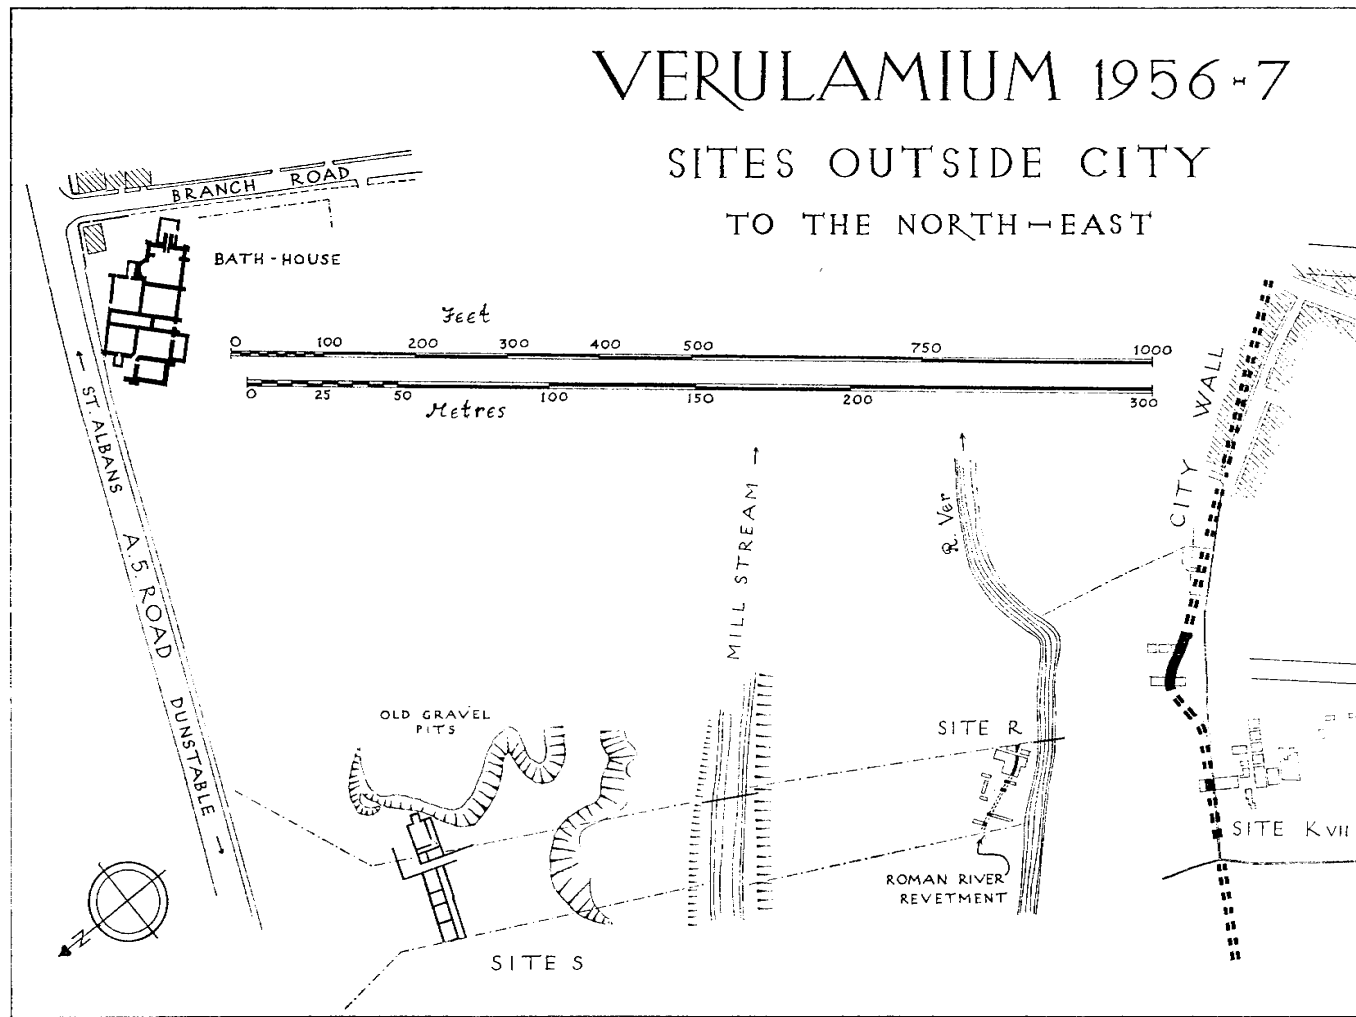 VERULAMIUM 1956-7
SITES OUTSIDE CITY
TO THE NORTH-EAST
BRANCH ROAD
BATH-HOUSE
Feet
0 100 200 300 400 500 750 1000
0 25 50 100 150 200 300
Metres
← ST. ALBANS A.5. ROAD DUNSTABLE →
CITY WALL
MILL STREAM →
R. Ver
OLD GRAVEL
PITS
SITE R
SITE K VII
ROMAN RIVER
REVETMENT
SITE S
N